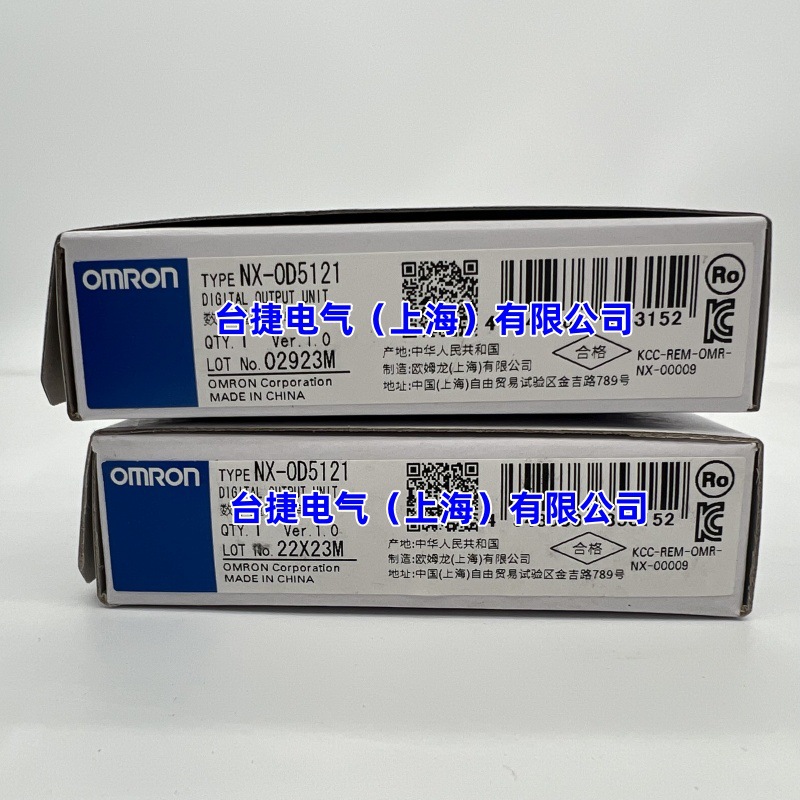 OMRON
TYPE NX-OD5121
DIGITAL OUTPUT UNIT
数
台捷电气（上海）有限公司
QTY. 1 Ver.1.0
LOT No. 02923M
OMRON Corporation
MADE IN CHINA
3152
产地:中华人民共和国
制造:欧姆龙(上海)有限公司
地址:中国(上海)自由贸易试验区金吉路789号
合格
Ro
KCC-REM-OMR-
NX-00009
OMRON
TYPE NX-OD5121
DIGITAL OUTPUT UNIT
数
台捷电气（上海）有限公司
QTY. 1 Ver.1.0
LOT No. 22X23M
OMRON Corporation
MADE IN CHINA
52
产地:中华人民共和国
制造:欧姆龙(上海)有限公司
地址:中国(上海)自由贸易试验区金吉路789号
合格
Ro
KCC-REM-OMR-
NX-00009